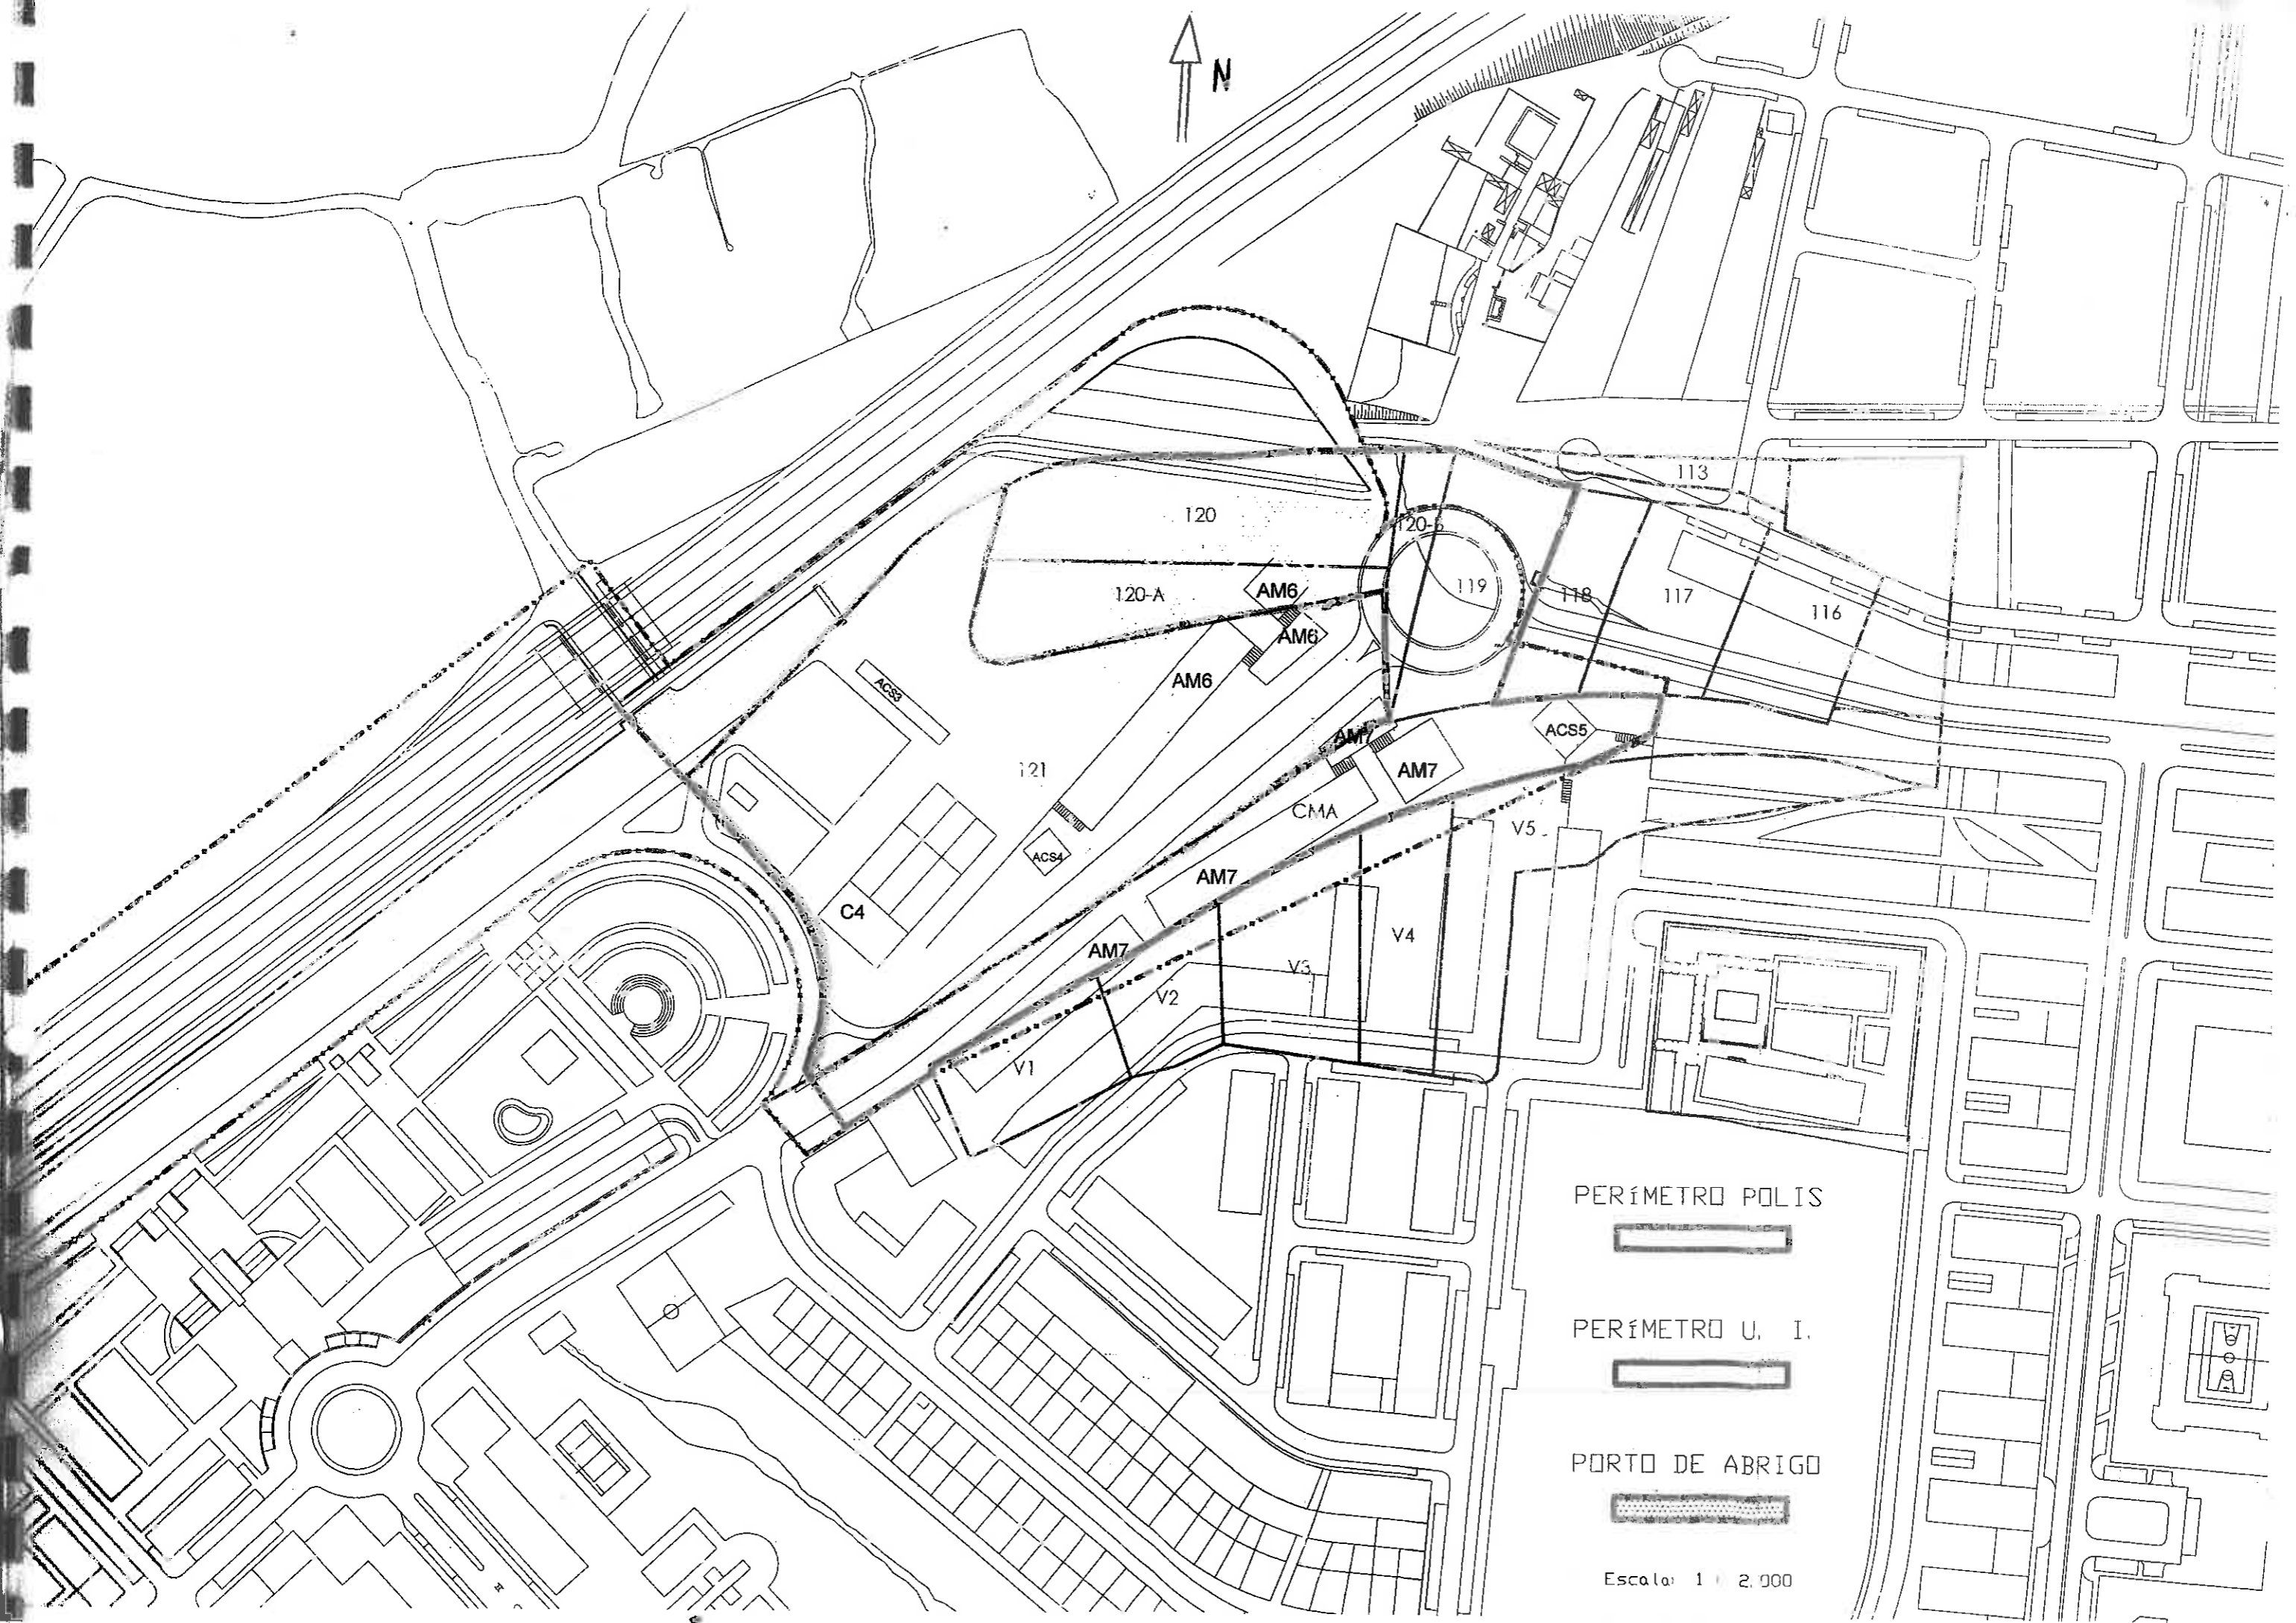 N
113
120
120-B
119
118
117
116
120-A
AM6
AM6
AM6
ACS3
ACS5
AM7
AM7
121
CMA
V5
ACS4
AM7
C4
V4
AM7
V3
V2
V1
PERÍMETRO POLIS
PERÍMETRO U. I.
PORTO DE ABRIGO
Escala: 1 2.000